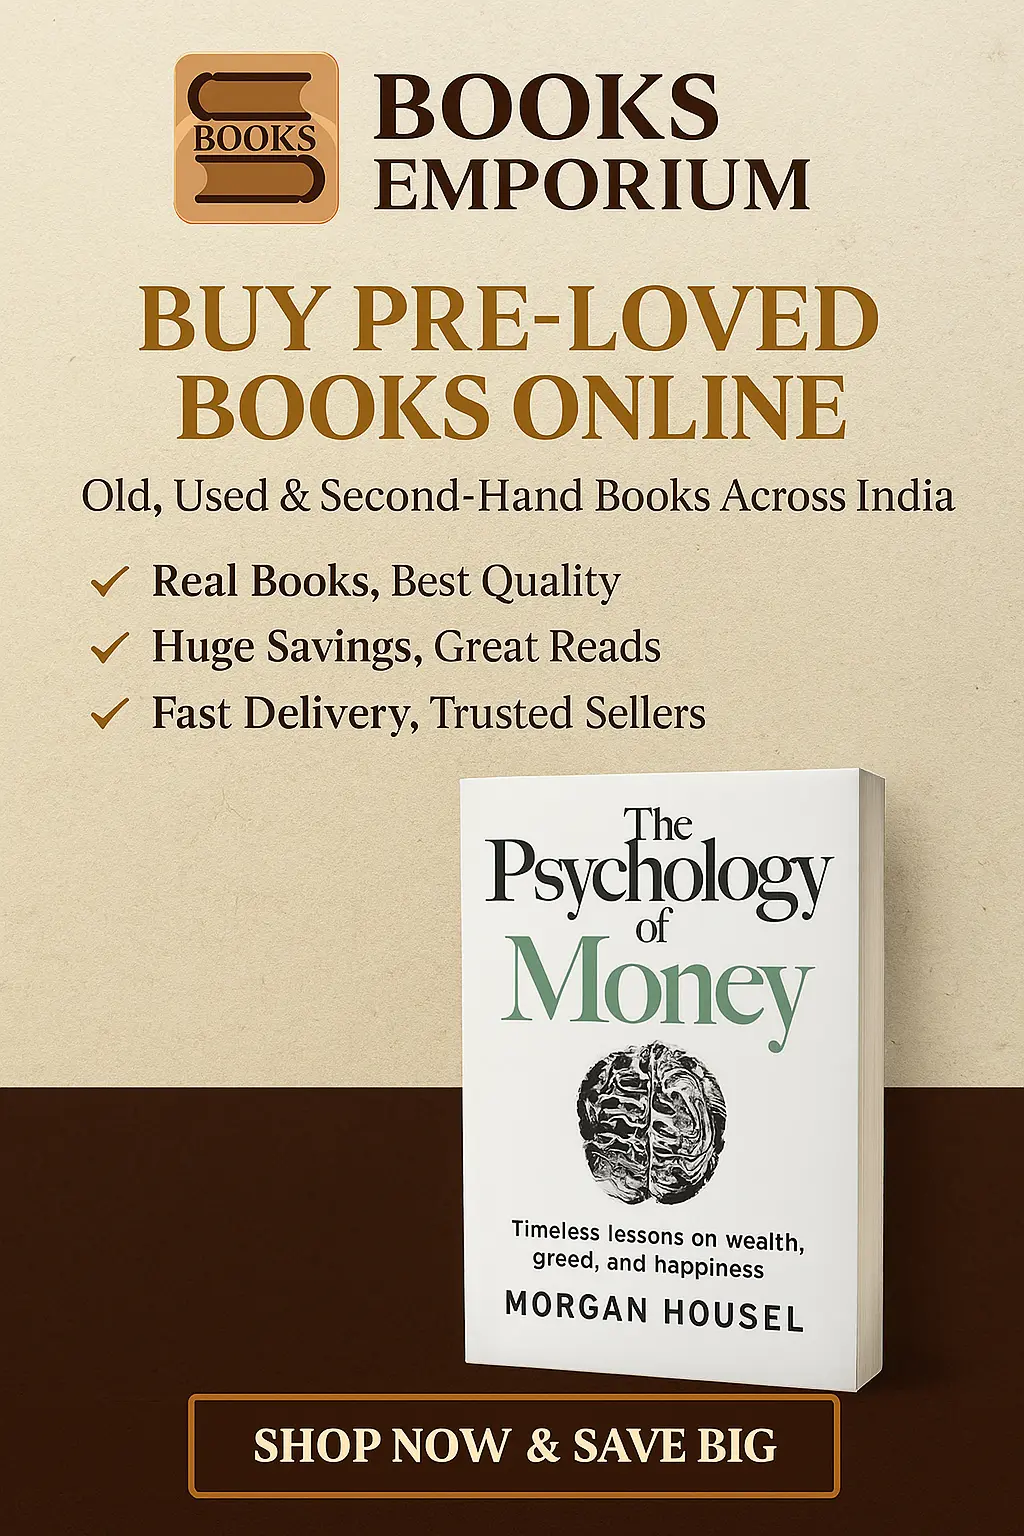 BOOKS
BOOKS
EMPORIUM
BUY PRE-LOVED
BOOKS ONLINE
Old, Used & Second-Hand Books Across India
Real Books, Best Quality
Huge Savings, Great Reads
Fast Delivery, Trusted Sellers
The
Psychology
of
Money
Timeless lessons on wealth,
greed, and happiness
MORGAN HOUSEL
SHOP NOW & SAVE BIG